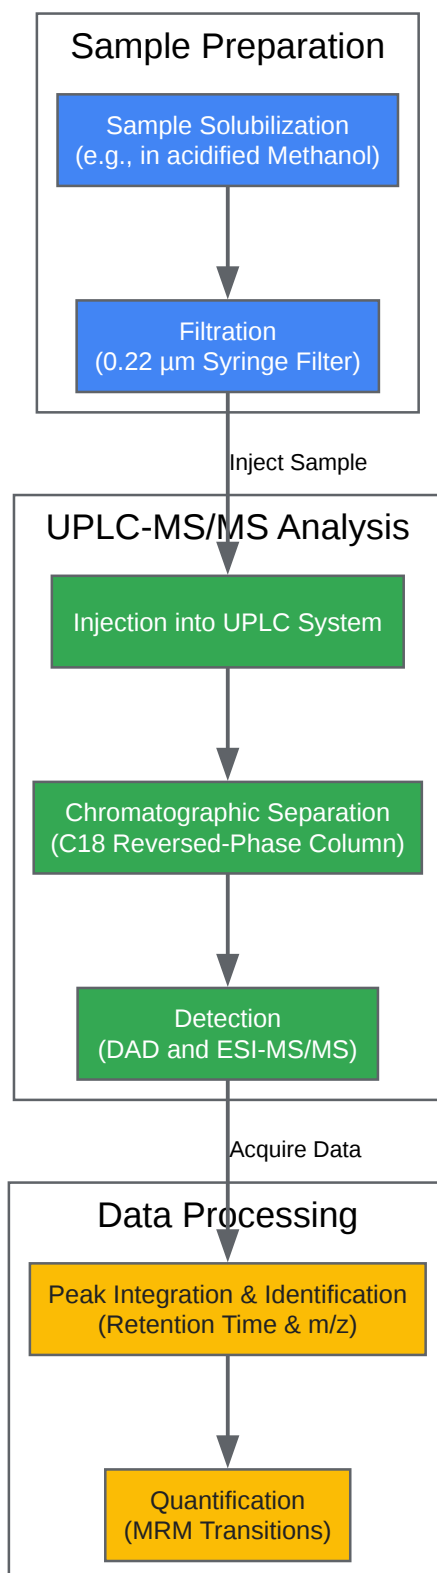 Sample Preparation
Sample Solubilization
(e.g., in acidified Methanol)
Filtration
(0.22 µm Syringe Filter)
Inject Sample
UPLC-MS/MS Analysis
Injection into UPLC System
Chromatographic Separation
(C18 Reversed-Phase Column)
Detection
(DAD and ESI-MS/MS)
Acquire Data
Data Processing
Peak Integration & Identification
(Retention Time & m/z)
Quantification
(MRM Transitions)